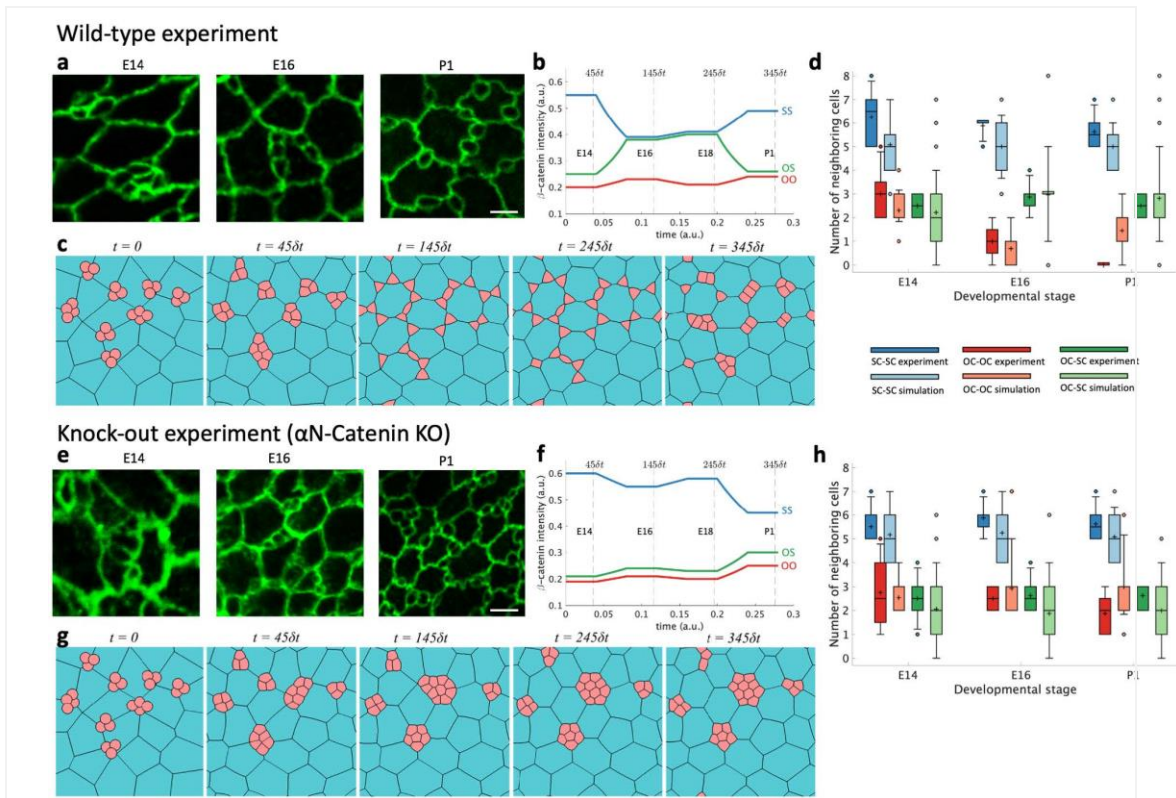 Wild-type experiment
a
E14
E16
P1
b
45δt
145δt
245δt
345δt
β-catenin intensity (a.u.)
0.6
0.5
0.4
0.3
0.2
0.1
SS
OS
OO
E14
E16
E18
P1
0
0.05
0.1
0.15
0.2
0.25
0.3
time (a.u.)
c
t = 0
t = 45δt
t = 145δt
t = 245δt
t = 345δt
d
Number of neighboring cells
8
7
6
5
4
3
2
1
0
E14
E16
P1
Developmental stage
SC-SC experiment
OC-OC experiment
OC-SC experiment
SC-SC simulation
OC-OC simulation
OC-SC simulation
Knock-out experiment (αN-Catenin KO)
e
E14
E16
P1
f
45δt
145δt
245δt
345δt
β-catenin intensity (a.u.)
0.6
0.5
0.4
0.3
0.2
0.1
SS
OS
OO
E14
E16
E18
P1
0
0.05
0.1
0.15
0.2
0.25
0.3
time (a.u.)
g
t = 0
t = 45δt
t = 145δt
t = 245δt
t = 345δt
h
Number of neighboring cells
8
7
6
5
4
3
2
1
0
E14
E16
P1
Developmental stage